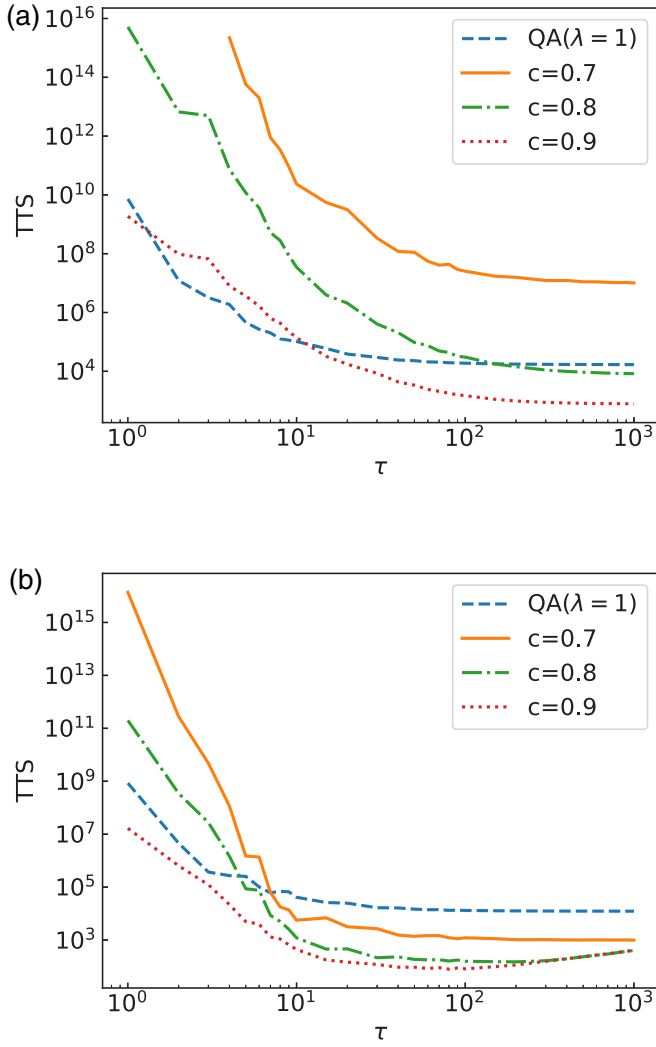 (a)
10^16
10^14
10^12
10^10
10^8
10^6
10^4
TTS
QA(λ = 1)
c=0.7
c=0.8
c=0.9
10^0
10^1
10^2
10^3
τ
(b)
10^15
10^13
10^11
10^9
10^7
10^5
10^3
TTS
QA(λ = 1)
c=0.7
c=0.8
c=0.9
10^0
10^1
10^2
10^3
τ